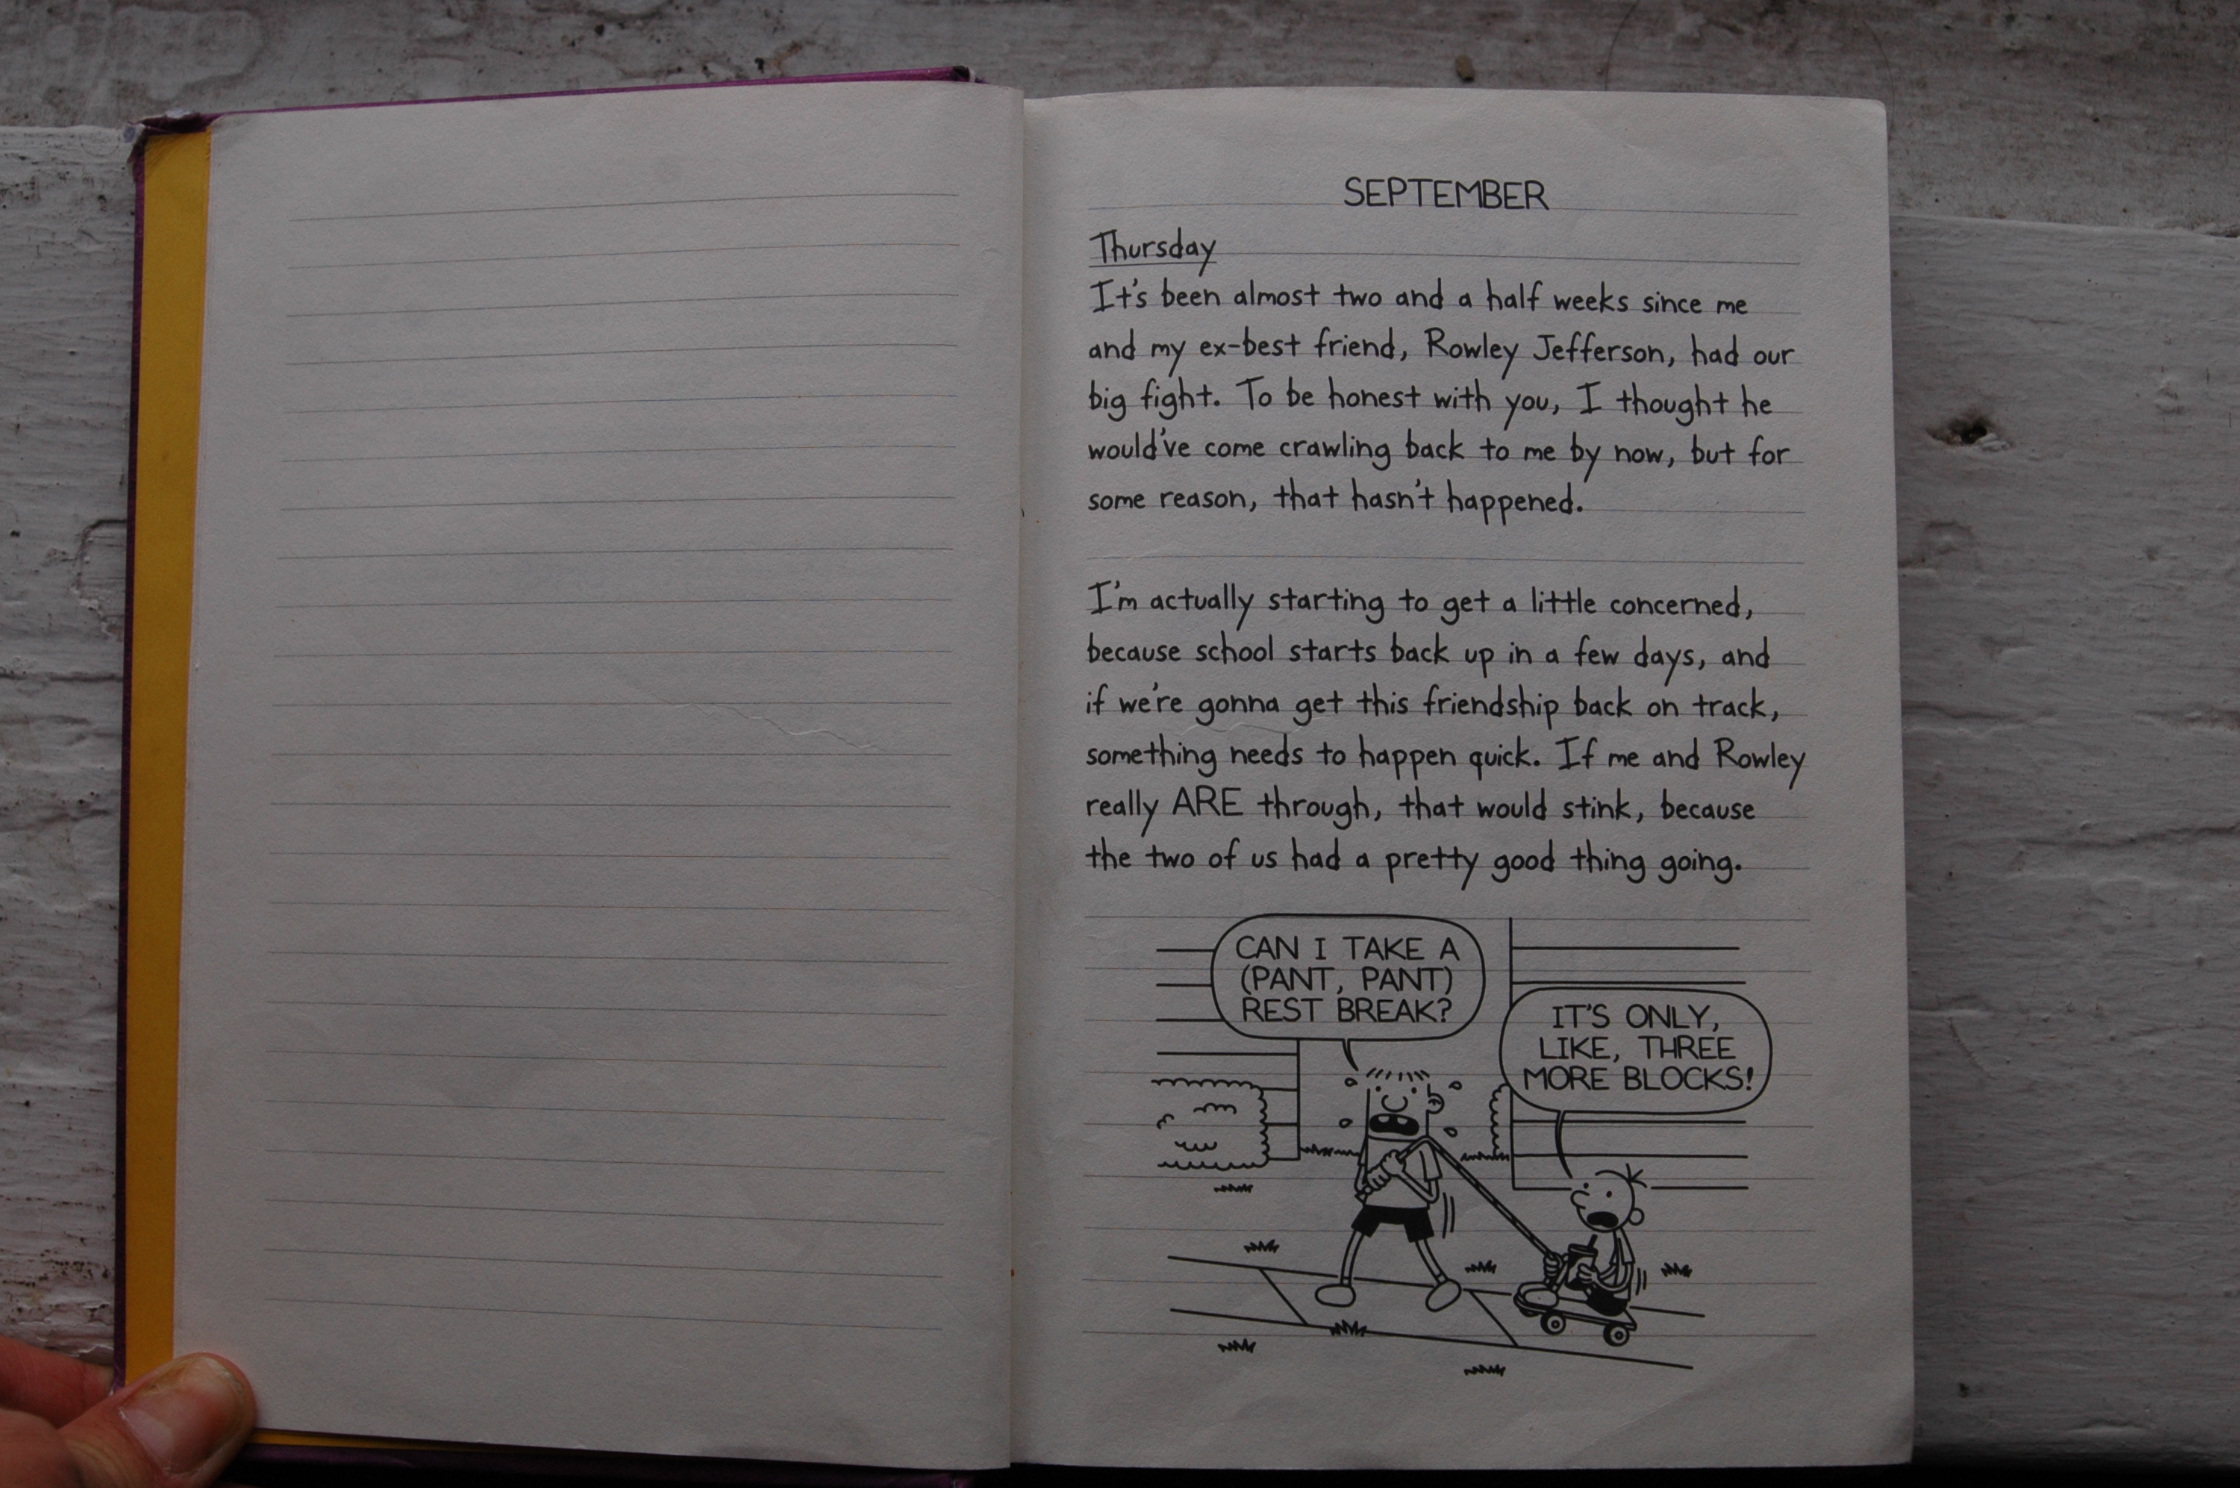 SEPTEMBER
Thursday
It's been almost two and a half weeks since me
and my ex-best friend, Rowley Jefferson, had our
big fight. To be honest with you, I thought he
would've come crawling back to me by now, but for
some reason, that hasn't happened.
I'm actually starting to get a little concerned,
because school starts back up in a few days, and
if we're gonna get this friendship back on track,
something needs to happen quick. If me and Rowley
really ARE through, that would stink, because
the two of us had a pretty good thing going.
CAN I TAKE A
(PANT, PANT)
REST BREAK?
IT'S ONLY,
LIKE, THREE
MORE BLOCKS!